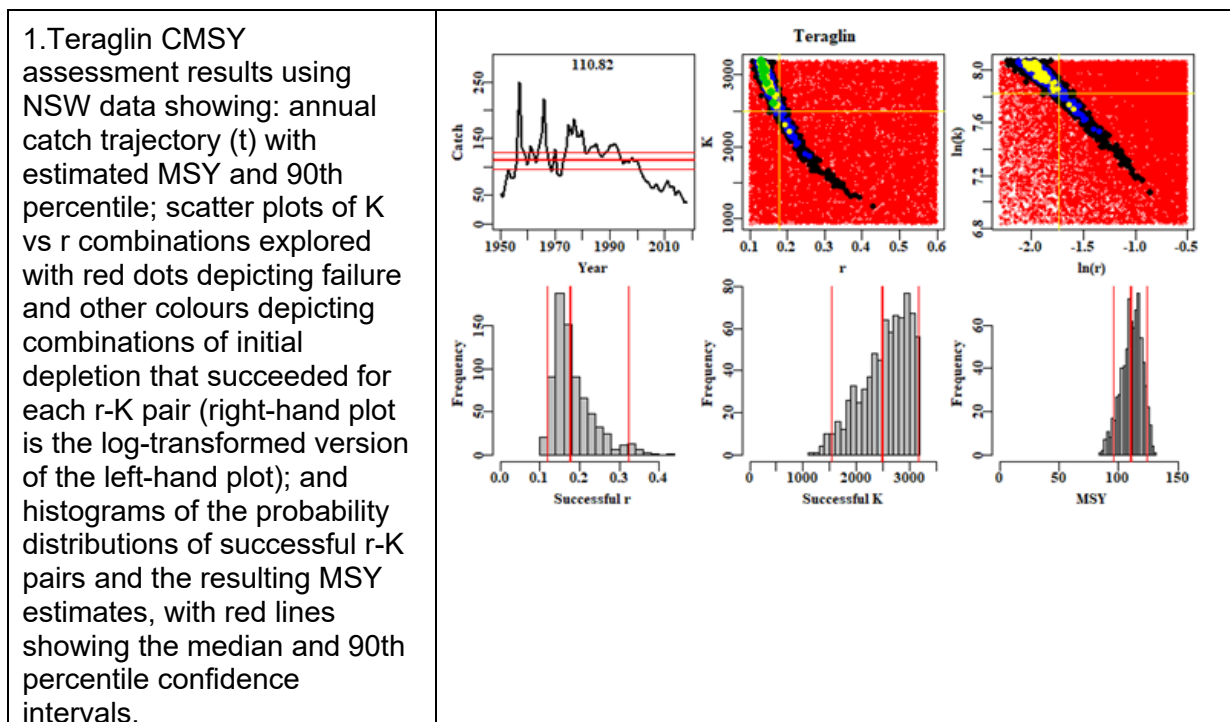 1.Teraglin CMSY
assessment results using
NSW data showing: annual
catch trajectory (t) with
estimated MSY and 90th
percentile; scatter plots of K
vs r combinations explored
with red dots depicting failure
and other colours depicting
combinations of initial
depletion that succeeded for
each r-K pair (right-hand plot
is the log-transformed version
of the left-hand plot); and
histograms of the probability
distributions of successful r-K
pairs and the resulting MSY
estimates, with red lines
showing the median and 90th
percentile confidence
intervals.
Teraglin
110.82
Catch
0 50 150 250
1950 1970 1990 2010
Year
K
1000 2000 3000
0.1 0.2 0.3 0.4 0.5 0.6
r
ln(k)
6.8 7.2 7.6 8.0
-2.0 -1.5 -1.0 -0.5
ln(r)
Frequency
0 50 100 150
0.0 0.1 0.2 0.3 0.4
Successful r
Frequency
0 20 40 60 80
0 1000 2000 3000
Successful K
Frequency
0 20 40 60
0 50 100 150
MSY